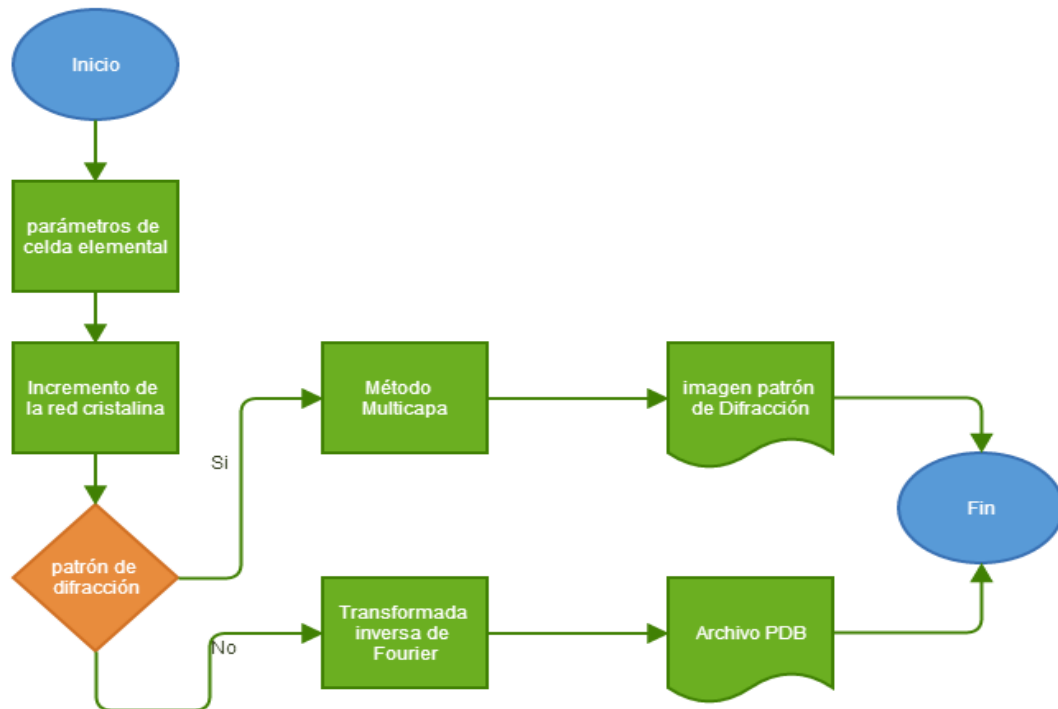 Inicio
parámetros de
celda elemental
Incremento de
la red cristalina
patrón de
difracción
Si
No
Método
Multicapa
imagen patrón
de Difracción
Transformada
inversa de
Fourier
Archivo PDB
Fin